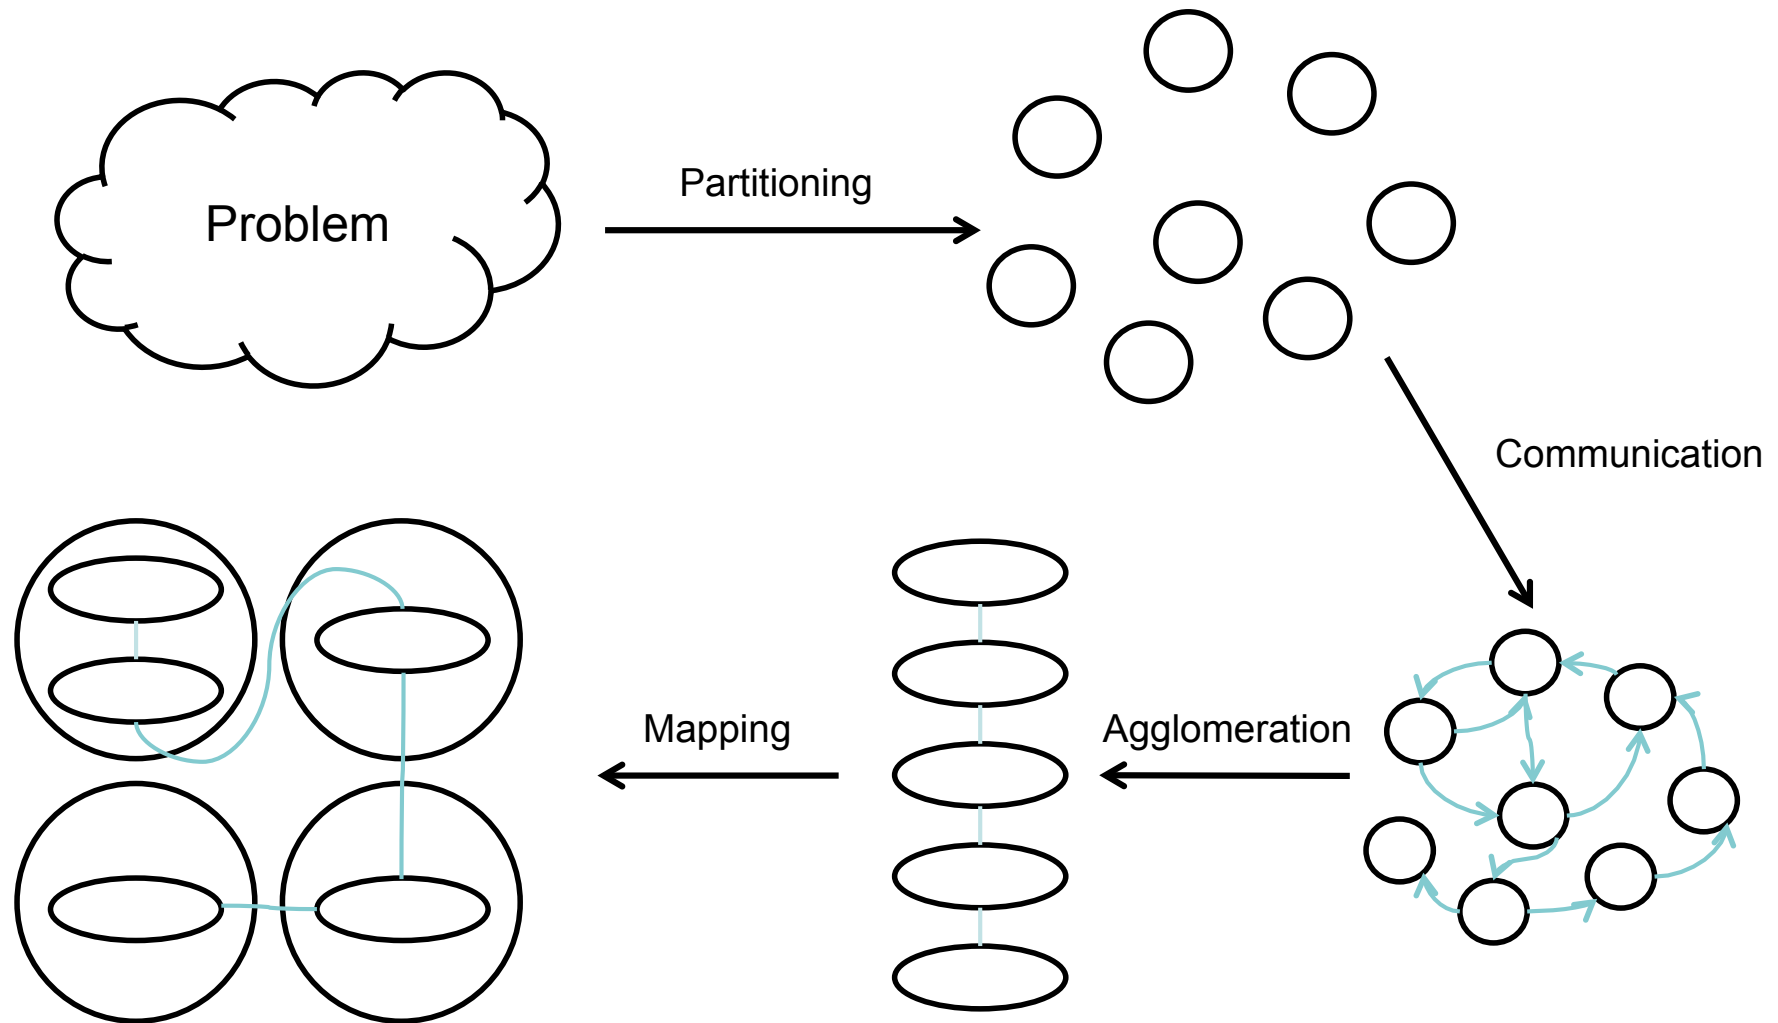 Problem
Partitioning
Communication
Agglomeration
Mapping